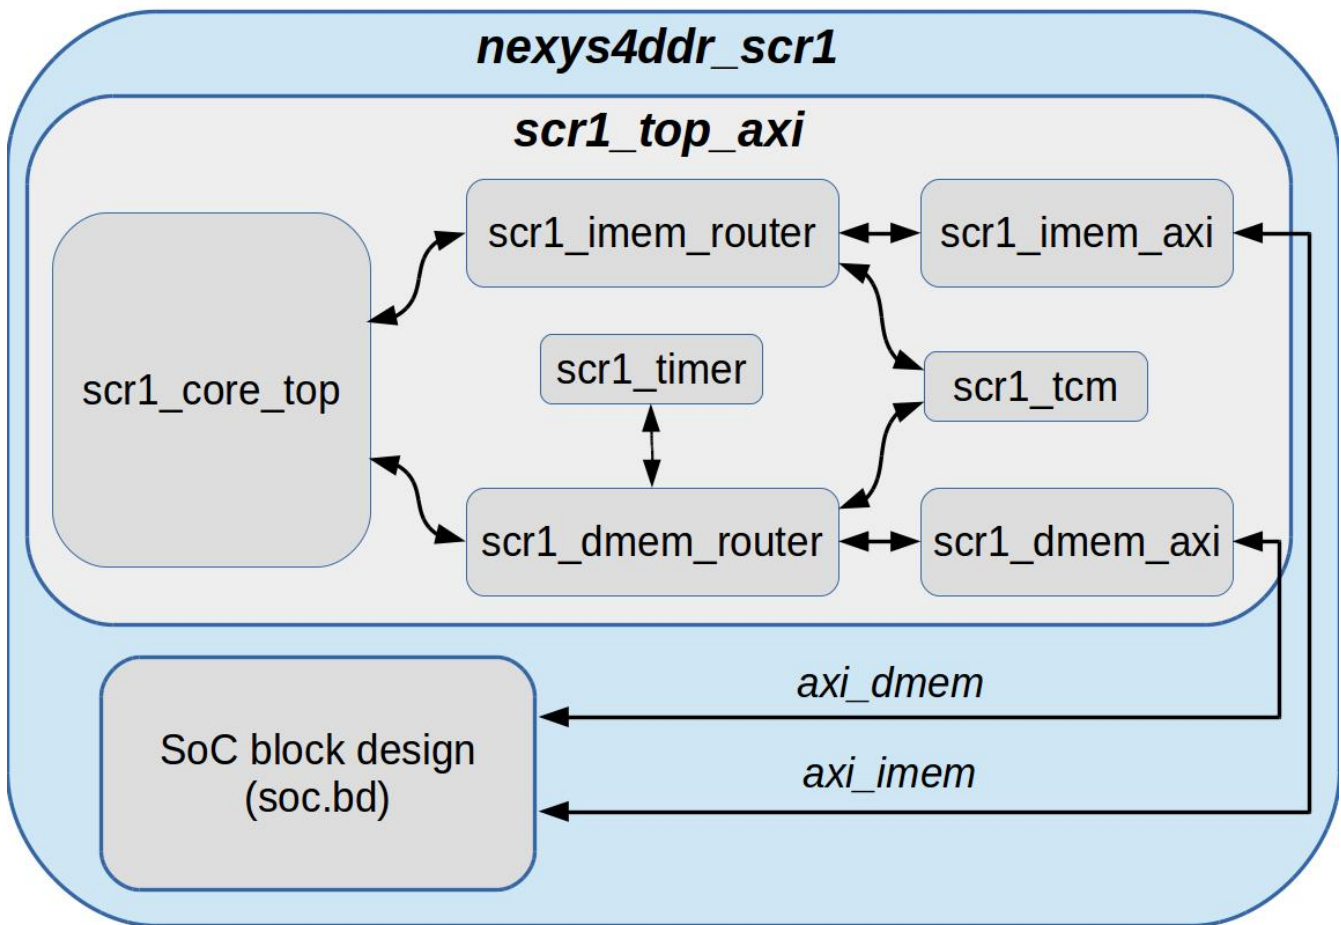 nexys4ddr_scr1
scr1_top_axi
scr1_imem_router
scr1_imem_axi
scr1_core_top
scr1_timer
scr1_tcm
scr1_dmem_router
scr1_dmem_axi
axi_dmem
SoC block design
(soc.bd)
axi_imem